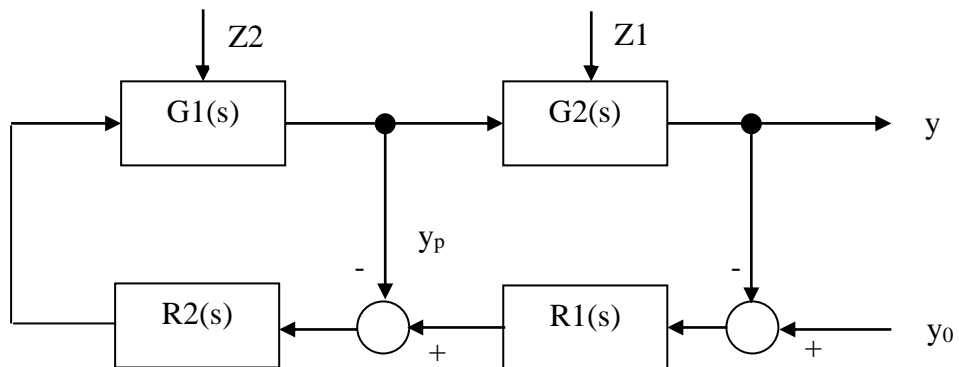 Z2
Z1
G1(s)
G2(s)
y
yₚ
-
-
R2(s)
R1(s)
y₀
+
+